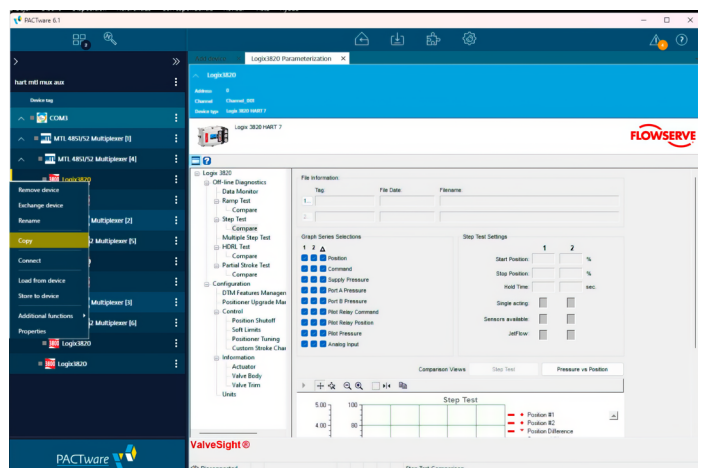 PACTware 6.1
Logix3820 Parameterization ×
hart mtl mux aux
Device tag
COM3
MTL 4851/52 Multiplexer [1]
MTL 4851/52 Multiplexer [4]
Logix3820
Remove device
Exchange device
Rename
Copy
Connect
Load from device
Store to device
Additional functions
Properties
Multiplexer [2]
2 Multiplexer [5]
Multiplexer [3]
2 Multiplexer [6]
Logix3820
Logix3820
PACTware
Logix3820
Address 0
Channel
Device type Logix 3820 HART 7
Logix 3820 HART 7
FLOWSERVE
Logix 3820
Off-line Diagnostics
Data Monitor
Ramp Test
Compare
Step Test
Compare
Multiple Step Test
HDRL Test
Compare
Partial Stroke Test
Compare
Configuration
DTM Features Managen
Positioner Upgrade Mar
Control
Position Shutoff
Soft Limits
Positioner Tuning
Custom Stroke Char
Information
Actuator
Valve Body
Valve Trim
Units
ValveSight®
File Information
Tag: File Date: Filename:
1...
2...
Graph Series Selections
1 2 Δ
Position
Command
Supply Pressure
Port A Pressure
Port B Pressure
Pilot Relay Command
Pilot Relay Position
Pilot Pressure
Analog Input
Step Test Settings
1 2
Start Position: %
Stop Position: %
Hold Time: sec
Single acting:
Sensors available:
JetFlow:
Comparison Views Step Test Pressure vs Position
Step Test
5.00 100
4.00 80
Position #1
Position #2
Position Difference